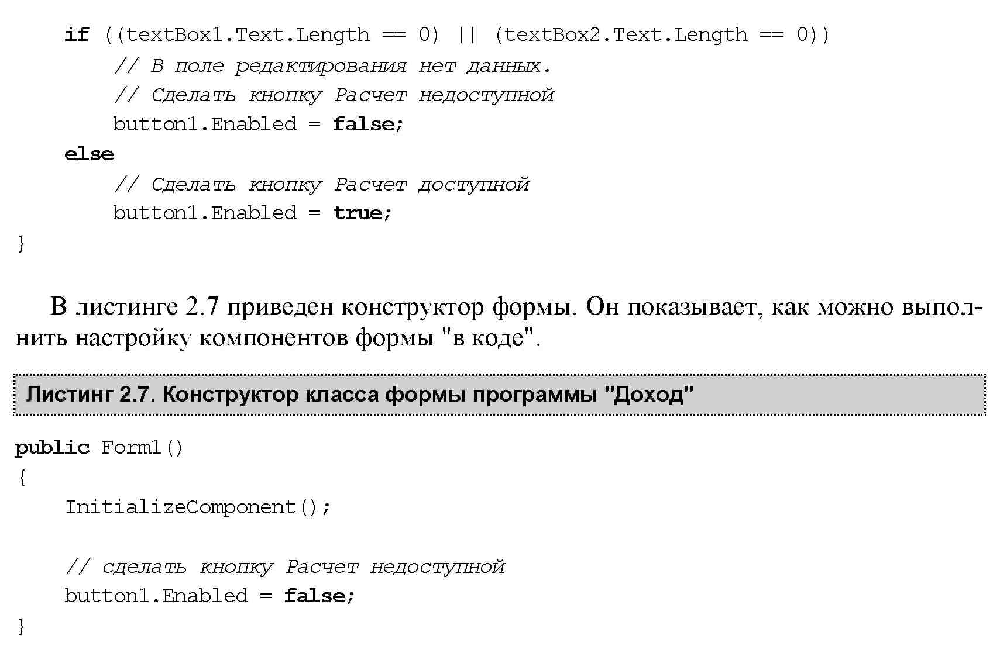 if ((textBox1.Text.Length == 0) || (textBox2.Text.Length == 0))
// В поле редактирования нет данных.
// Сделать кнопку Расчет недоступной
button1.Enabled = false;
else
// Сделать кнопку Расчет доступной
button1.Enabled = true;
}
В листинге 2.7 приведен конструктор формы. Он показывает, как можно выпол-
нить настройку компонентов формы "в коде".
Листинг 2.7. Конструктор класса формы программы "Доход"
public Form1()
{
InitializeComponent();
// сделать кнопку Расчет недоступной
button1.Enabled = false;
}